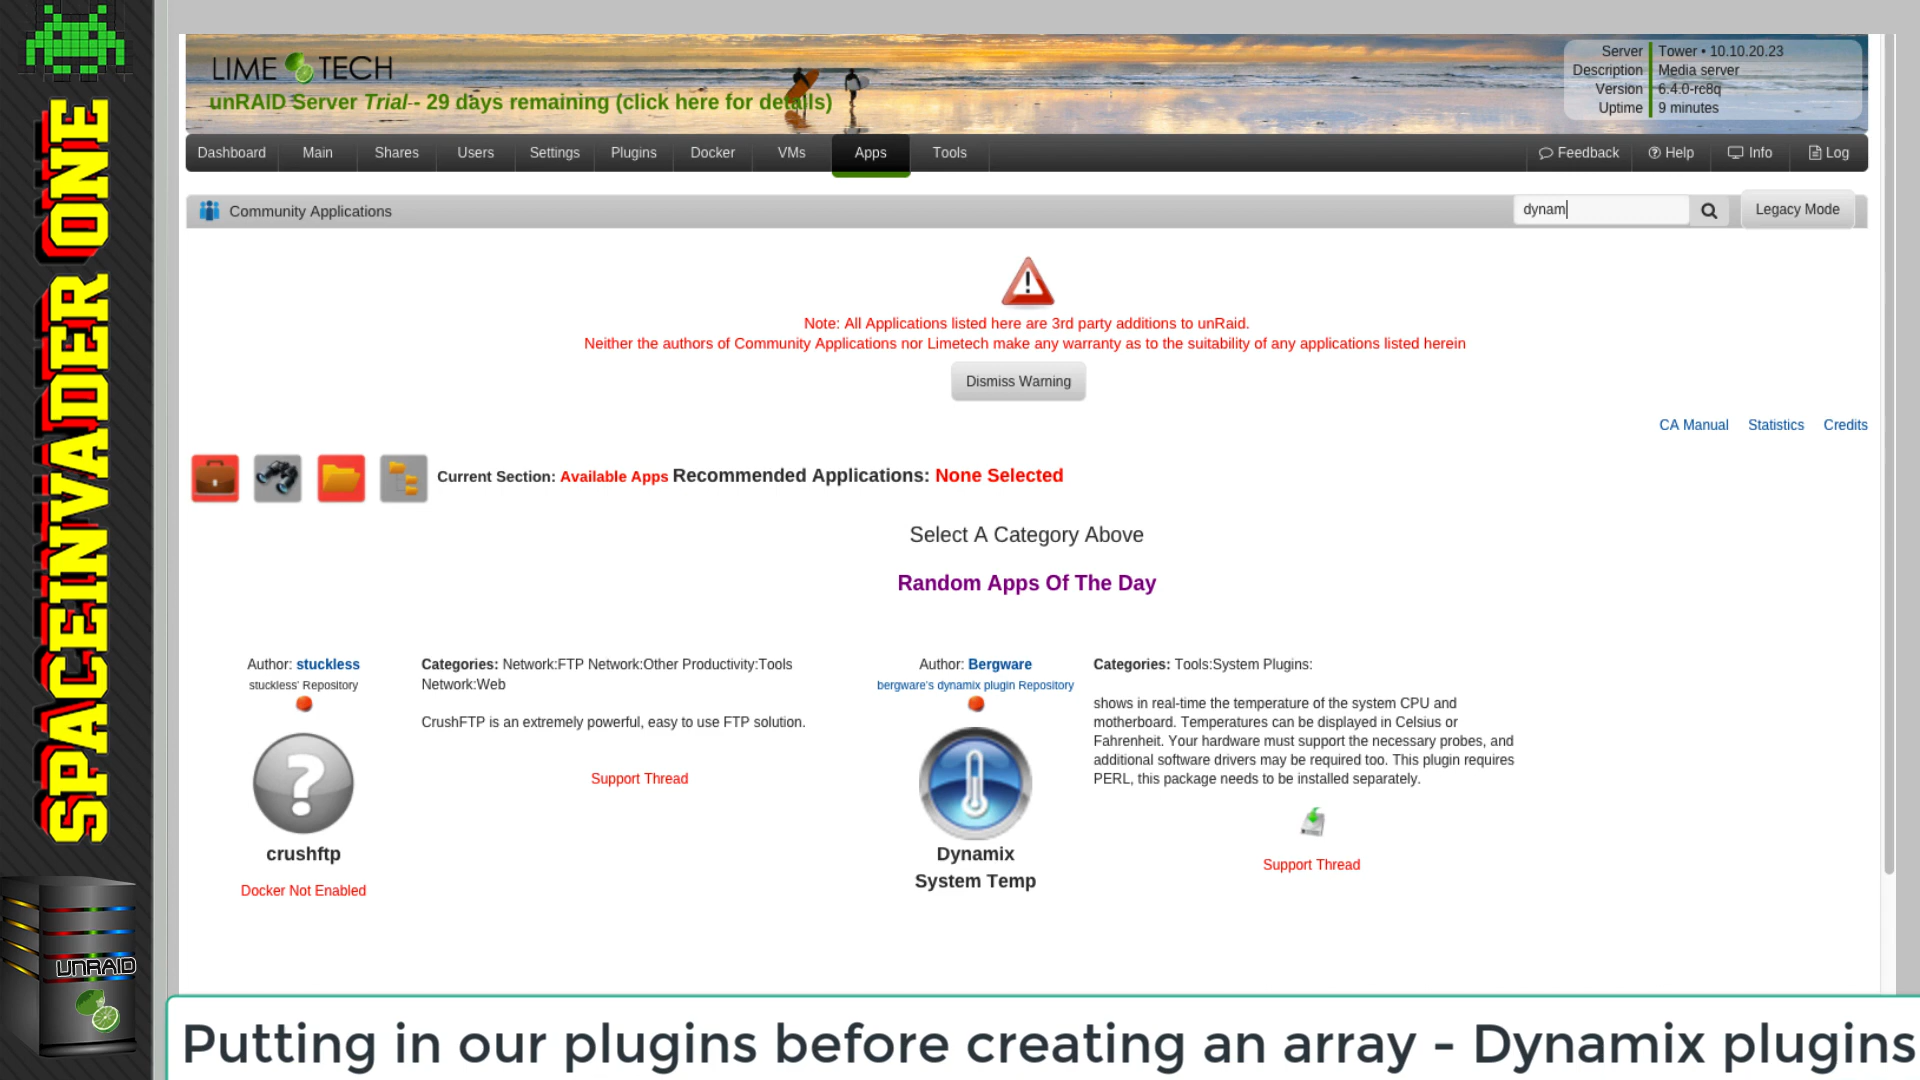 SPACEINVADER ONE
UNRAID
LIME TECH
unRAID Server Trial - 29 days remaining (click here for details)
Server Tower • 10.10.20.23
Description Media server
Version 6.4.0-rc8q
Uptime 9 minutes
Dashboard Main Shares Users Settings Plugins Docker VMs Apps Tools Feedback Help Info Log
Community Applications dynam Legacy Mode
Note: All Applications listed here are 3rd party additions to unRaid.
Neither the authors of Community Applications nor Limetech make any warranty as to the suitability of any applications listed herein
Dismiss Warning
CA Manual Statistics Credits
Current Section: Available Apps Recommended Applications: None Selected
Select A Category Above
Random Apps Of The Day
Author: stuckless
stuckless' Repository
crushftp
Docker Not Enabled
Categories: Network:FTP Network:Other Productivity:Tools
Network:Web
CrushFTP is an extremely powerful, easy to use FTP solution.
Support Thread
Author: Bergware
bergware's dynamix plugin Repository
Dynamix
System Temp
Categories: Tools:System Plugins:
shows in real-time the temperature of the system CPU and
motherboard. Temperatures can be displayed in Celsius or
Fahrenheit. Your hardware must support the necessary probes, and
additional software drivers may be required too. This plugin requires
PERL, this package needs to be installed separately.
Support Thread
Putting in our plugins before creating an array - Dynamix plugins